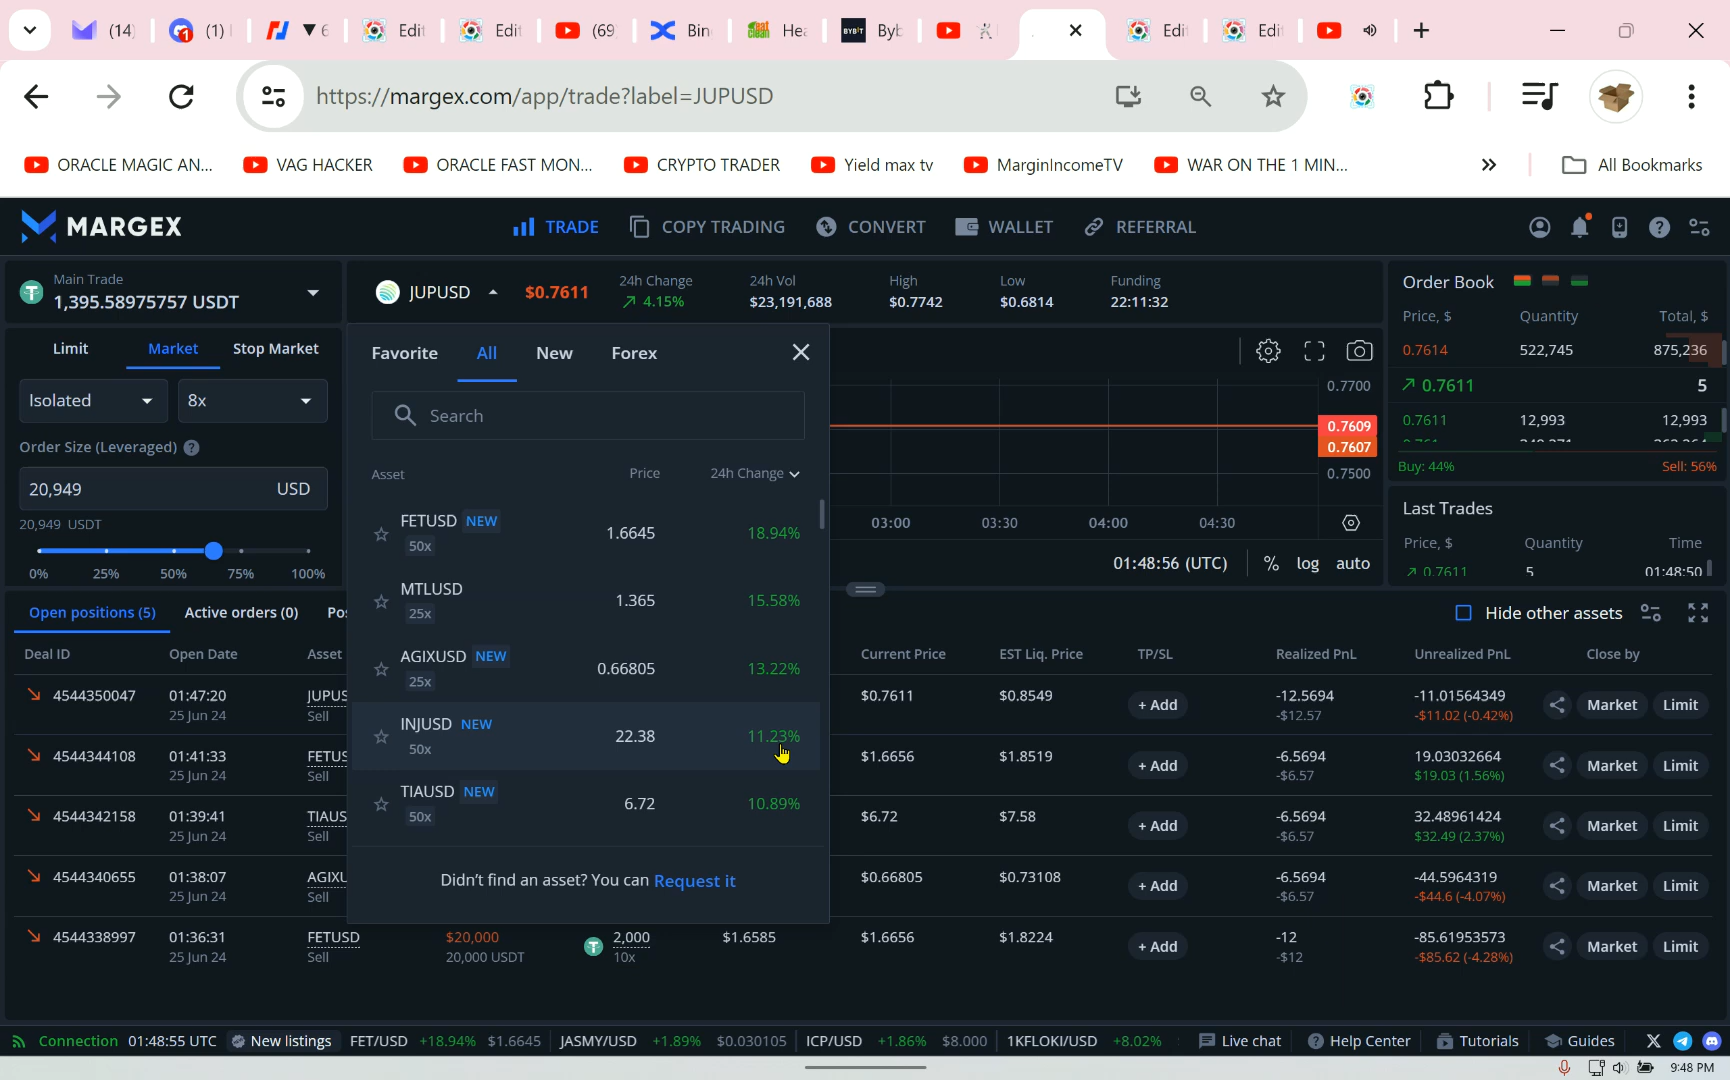 (14) (1) 6 Edit Edit (69) Bin Hea Byb Edit Edit
https://margex.com/app/trade?label=JUPUSD
ORACLE MAGIC AN... VAG HACKER ORACLE FAST MON... CRYPTO TRADER Yield max tv MarginIncomeTV WAR ON THE 1 MIN... All Bookmarks
MARGEX TRADE COPY TRADING CONVERT WALLET REFERRAL
Main Trade
1,395.58975757 USDT
JUPUSD $0.7611
24h Change 24h Vol High Low Funding
4.15% $23,191,688 $0.7742 $0.6814 22:11:32
Limit Market Stop Market
Isolated 8x
Order Size (Leveraged) ?
20,949 USD
20,949 USDT
0% 25% 50% 75% 100%
Favorite All New Forex
Search
Asset Price 24h Change
FETUSD NEW 1.6645 18.94%
50x
MTLUSD 1.365 15.58%
25x
AGIXUSD NEW 0.66805 13.22%
25x
INJUSD NEW 22.38 11.23%
50x
TIAUSD NEW 6.72 10.89%
50x
Didn't find an asset? You can Request it
0.7700
0.7609
0.7607
0.7500
03:00 03:30 04:00 04:30
01:48:56 (UTC) % log auto
Order Book
Price, $ Quantity Total, $
0.7614 522,745 875,236
0.7611 5
0.7611 12,993 12,993
Buy: 44% Sell: 56%
Last Trades
Price, $ Quantity Time
0.7611 5 01:48:50
Open positions (5) Active orders (0) Pos
Hide other assets
Deal ID Open Date Asset Current Price EST Liq. Price TP/SL Realized PnL Unrealized PnL Close by
4544350047 01:47:20 JUPUS $0.7611 $0.8549 + Add -12.5694 -11.01564349 Market Limit
25 Jun 24 Sell -$12.57 -$11.02 (-0.42%)
4544344108 01:41:33 FETUS $1.6656 $1.8519 + Add -6.5694 19.03032664 Market Limit
25 Jun 24 Sell -$6.57 $19.03 (1.56%)
4544342158 01:39:41 TIAUS $6.72 $7.58 + Add -6.5694 32.48961424 Market Limit
25 Jun 24 Sell -$6.57 $32.49 (2.37%)
4544340655 01:38:07 AGIXU $0.66805 $0.73108 + Add -6.5694 -44.5964319 Market Limit
25 Jun 24 Sell -$6.57 -$44.6 (-4.07%)
4544338997 01:36:31 FETUSD $20,000 2,000 $1.6585 $1.6656 $1.8224 + Add -12 -85.61953573 Market Limit
25 Jun 24 Sell 20,000 USDT 10x -$12 -$85.62 (-4.28%)
Connection 01:48:55 UTC New listings FET/USD +18.94% $1.6645 JASMY/USD +1.89% $0.030105 ICP/USD +1.86% $8.000 1KFLOKI/USD +8.02% Live chat Help Center Tutorials Guides
9:48 PM